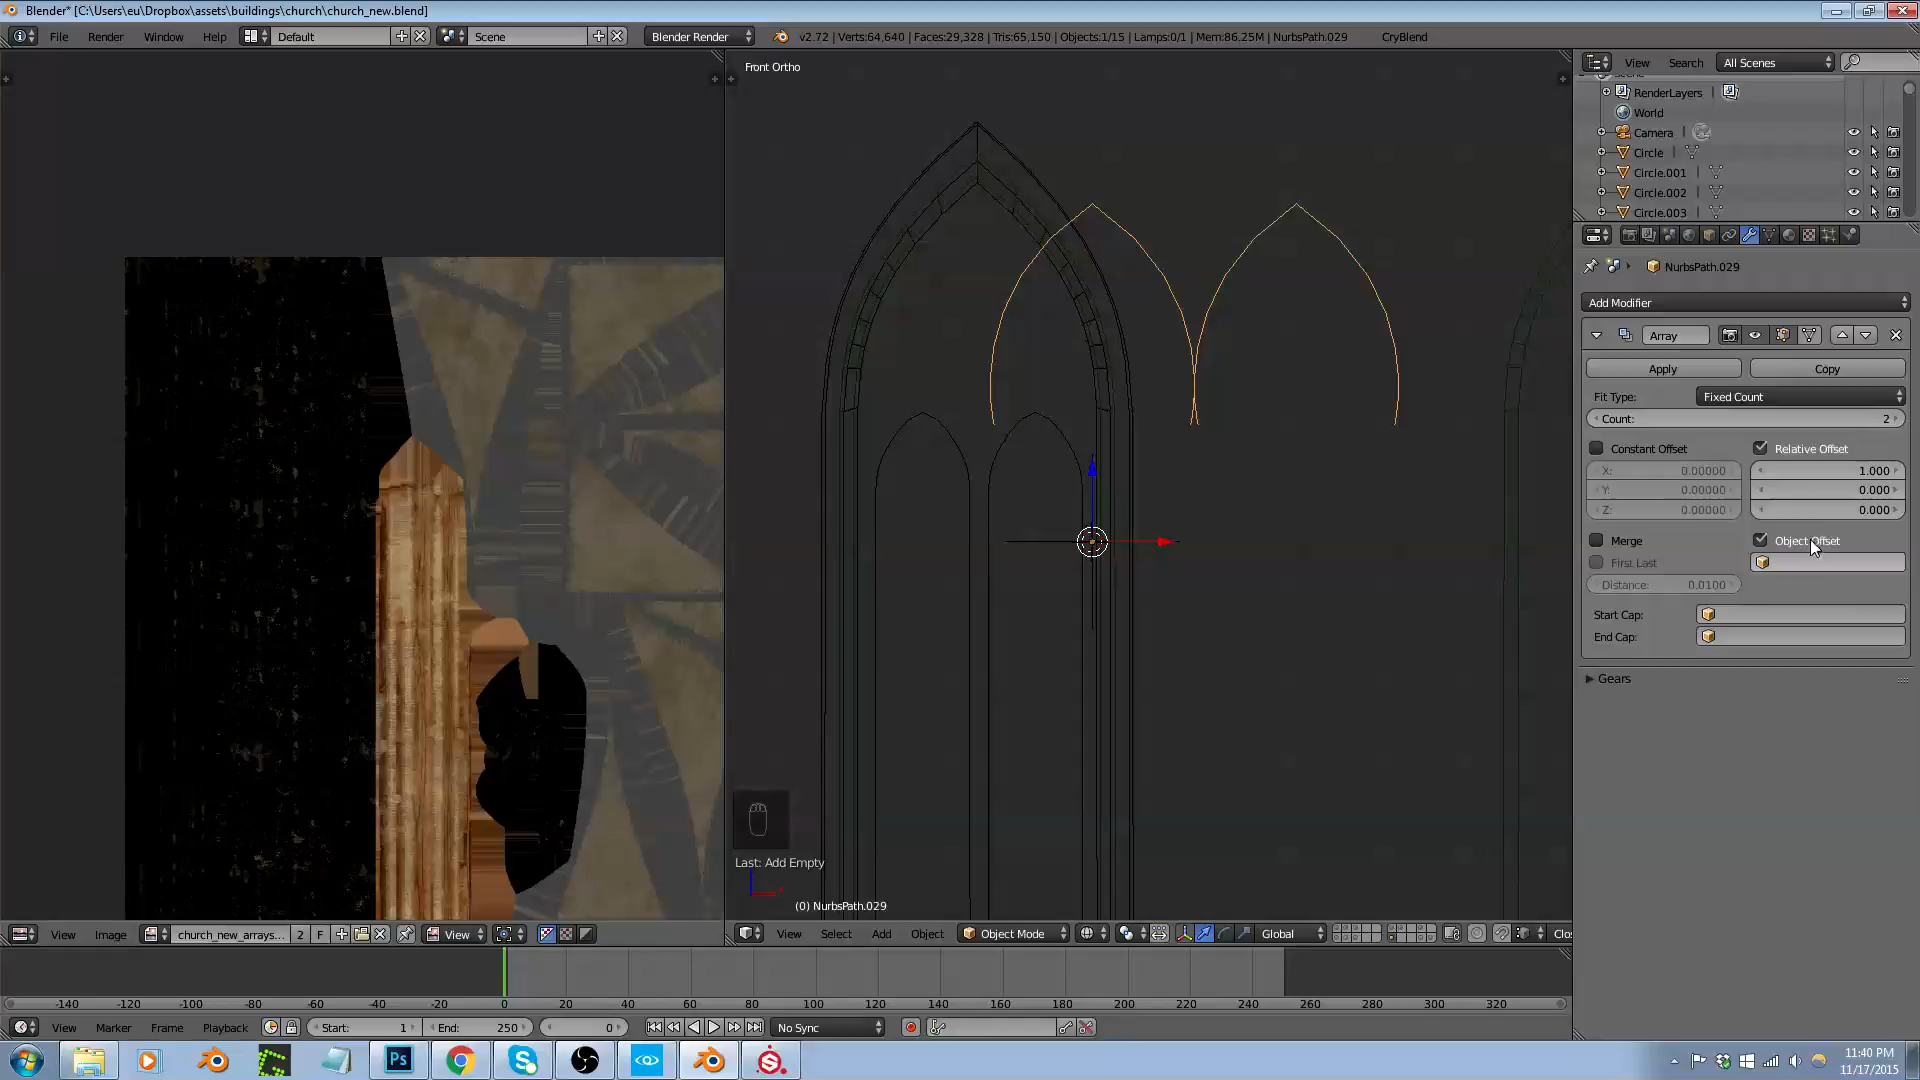 Blender* [C:\Users\eu\Dropbox\assets\buildings\church\church_new.blend]
File Render Window Help Default Scene Blender Render v2.72 | Verts:64,640 | Faces:29,328 | Tris:65,150 | Objects:1/15 | Lamps:0/1 | Mem:86.25M | NurbsPath.029 CryBlend
Front Ortho
View Search All Scenes
RenderLayers
World
Camera
Circle
Circle.001
Circle.002
Circle.003
NurbsPath.029
Add Modifier
Array
Apply Copy
Fit Type: Fixed Count
Count: 2
Constant Offset Relative Offset
X: 0.00000 1.000
Y: 0.00000 0.000
Z: 0.00000 0.000
Merge Object Offset
First Last
Distance: 0.0100
Start Cap:
End Cap:
Gears
Last: Add Empty
(0) NurbsPath.029
View Image church_new_arrays... 2 F View
View Select Add Object Object Mode Global Clo
-140 -120 -100 -80 -60 -40 -20 0 20 40 60 80 100 120 140 160 180 200 220 240 260 280 300 320
View Marker Frame Playback Start: 1 End: 250 0 No Sync
Ps
11:40 PM
11/17/2015